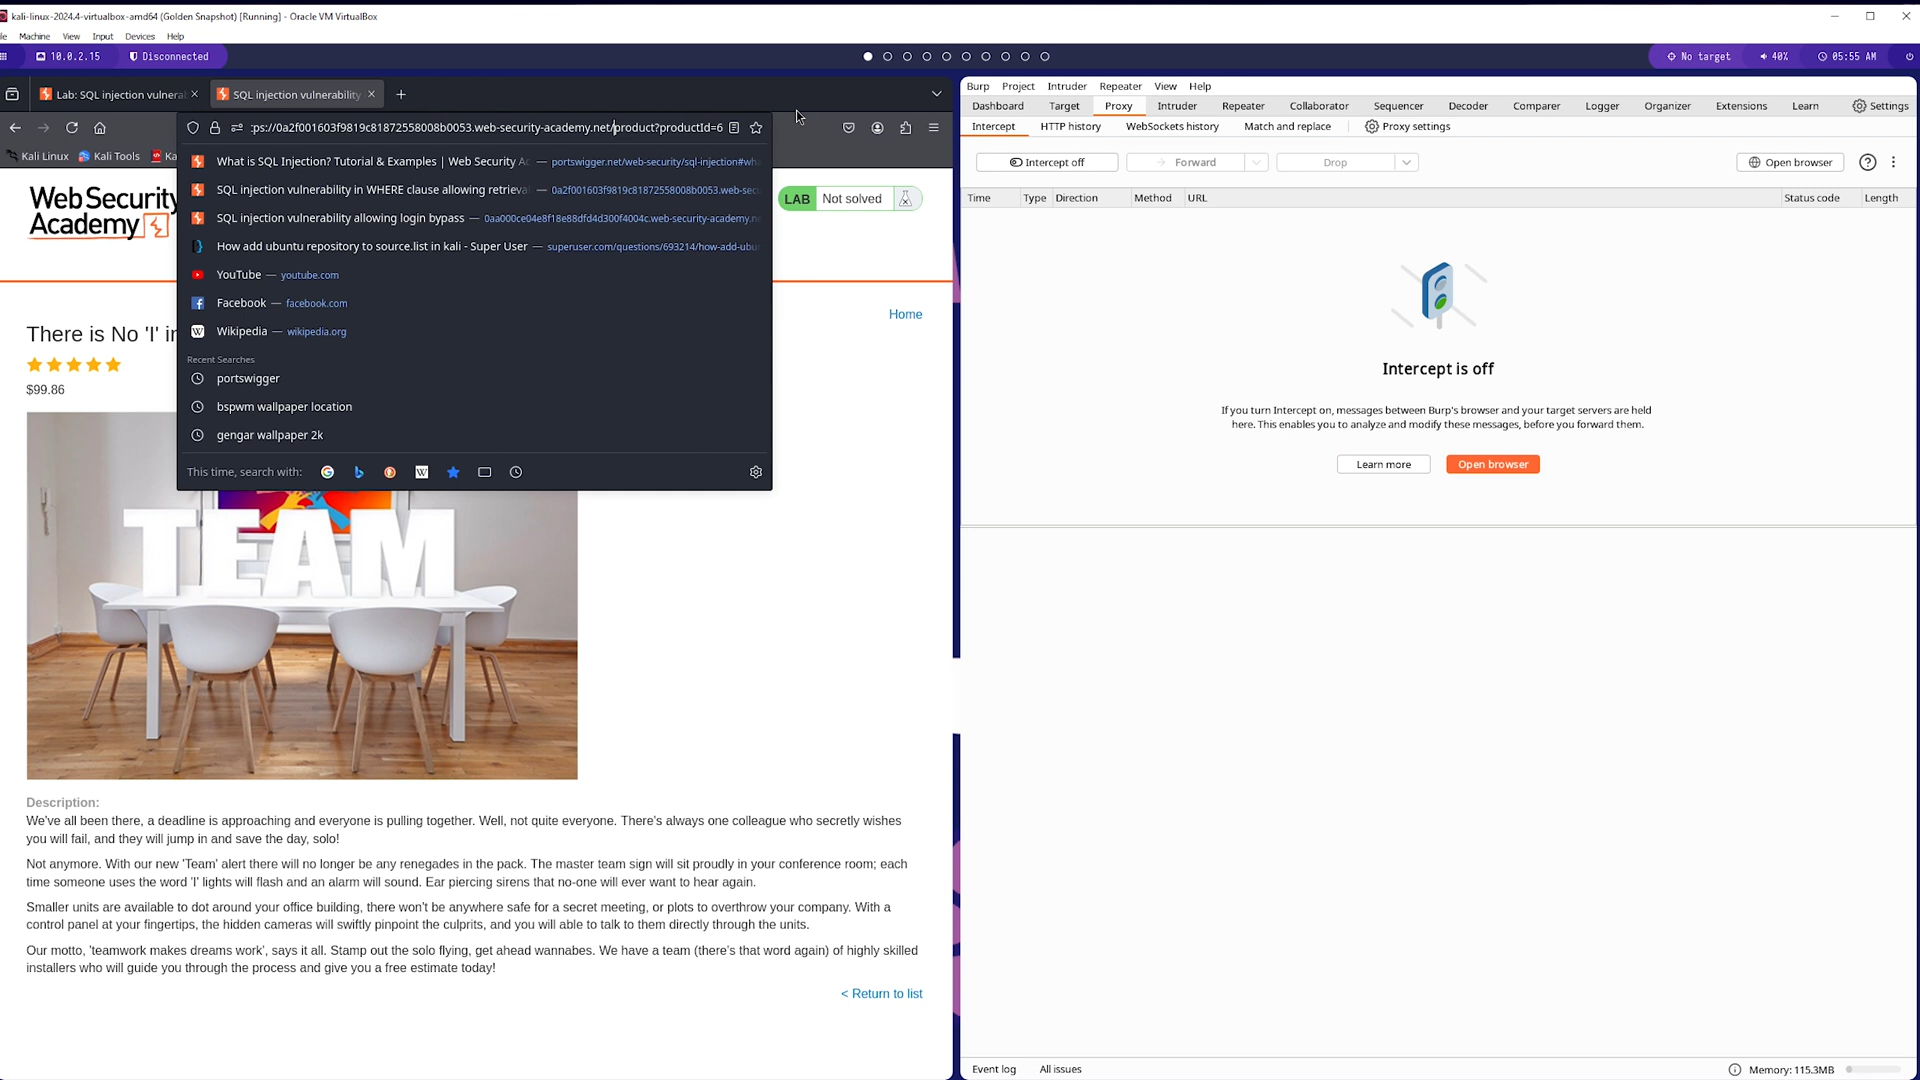 kali-linux-2024.4-virtualbox-amd64 (Golden Snapshot) [Running] - Oracle VM VirtualBox
Machine View Input Devices Help
10.0.2.15 Disconnected No target 40% 05:55 AM
Lab: SQL injection vulnera
SQL injection vulnerability
:ps://0a2f001603f9819c81872558008b0053.web-security-academy.net/product?productId=6
Kali Linux Kali Tools Ka
What is SQL Injection? Tutorial & Examples | Web Security Ac — portswigger.net/web-security/sql-injection#wha
SQL injection vulnerability in WHERE clause allowing retrieva — 0a2f001603f9819c81872558008b0053.web-sec
SQL injection vulnerability allowing login bypass — 0aa000ce04e8f18e88dfd4d300f4004c.web-security-academy.ne
How add ubuntu repository to source.list in kali - Super User — superuser.com/questions/693214/how-add-ubu
YouTube — youtube.com
Facebook — facebook.com
Wikipedia — wikipedia.org
Recent Searches
portswigger
bspwm wallpaper location
gengar wallpaper 2k
This time, search with:
Web Security
Academy
LAB Not solved
Home
There is No 'I' in
$99.86
TEAM
Description:
We've all been there, a deadline is approaching and everyone is pulling together. Well, not quite everyone. There's always one colleague who secretly wishes
you will fail, and they will jump in and save the day, solo!
Not anymore. With our new 'Team' alert there will no longer be any renegades in the pack. The master team sign will sit proudly in your conference room; each
time someone uses the word 'I' lights will flash and an alarm will sound. Ear piercing sirens that no-one will ever want to hear again.
Smaller units are available to dot around your office building, there won't be anywhere safe for a secret meeting, or plots to overthrow your company. With a
control panel at your fingertips, the hidden cameras will swiftly pinpoint the culprits, and you will able to talk to them directly through the units.
Our motto, 'teamwork makes dreams work', says it all. Stamp out the solo flying, get ahead wannabes. We have a team (there's that word again) of highly skilled
installers who will guide you through the process and give you a free estimate today!
< Return to list
Burp Project Intruder Repeater View Help
Dashboard Target Proxy Intruder Repeater Collaborator Sequencer Decoder Comparer Logger Organizer Extensions Learn Settings
Intercept HTTP history WebSockets history Match and replace Proxy settings
Intercept off Forward Drop Open browser
Time Type Direction Method URL Status code Length
Intercept is off
If you turn Intercept on, messages between Burp's browser and your target servers are held
here. This enables you to analyze and modify these messages, before you forward them.
Learn more Open browser
Event log All issues Memory: 115.3MB